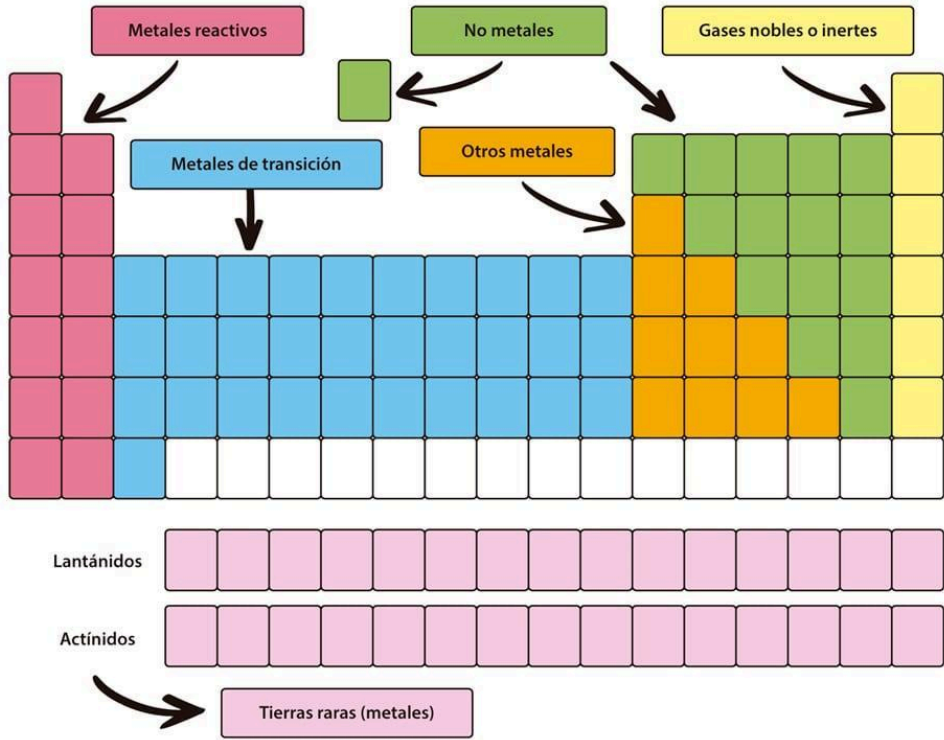 Metales reactivos
No metales
Gases nobles o inertes
Metales de transición
Otros metales
Lantánidos
Actínidos
Tierras raras (metales)